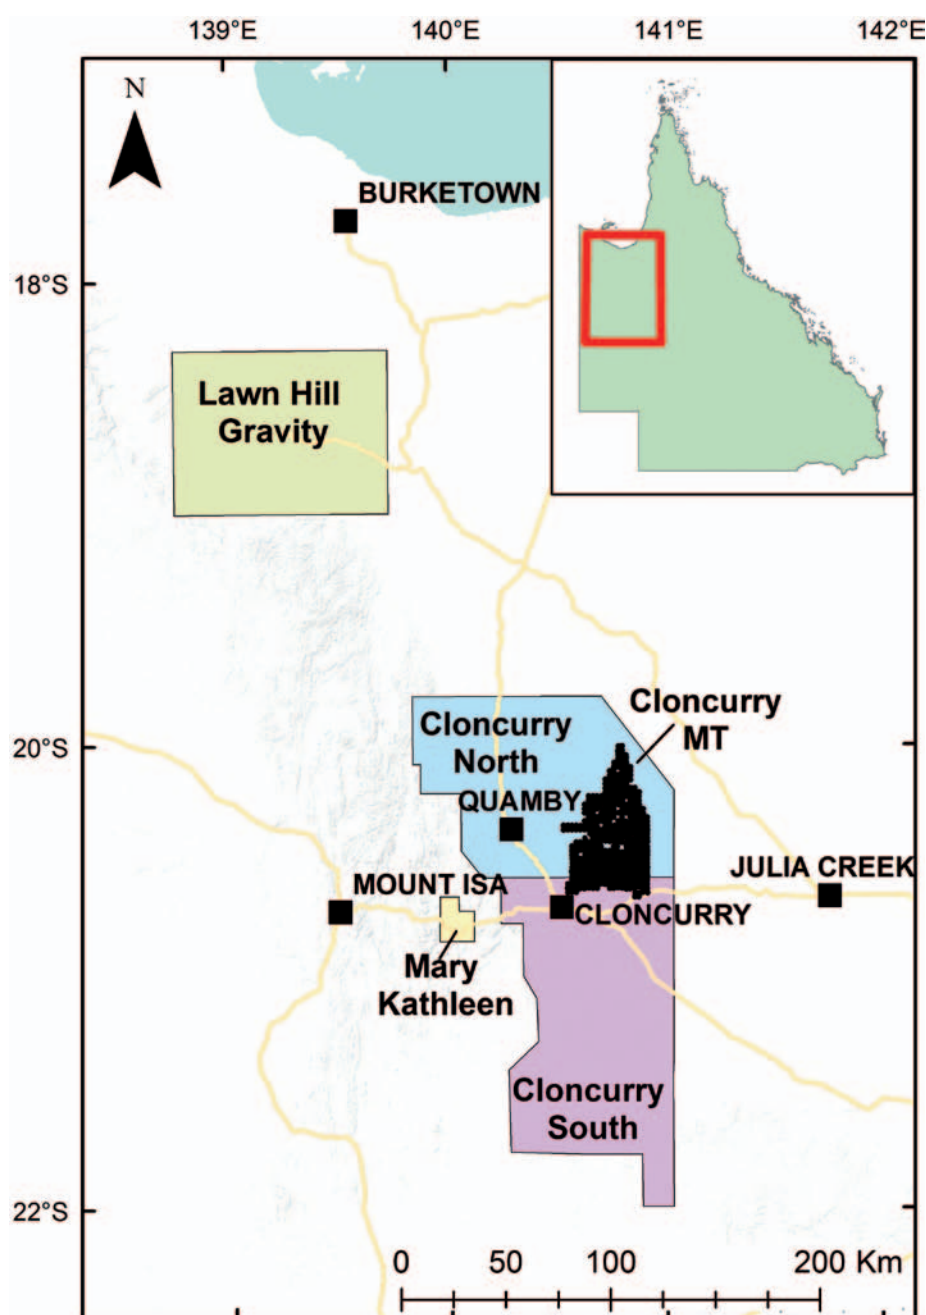 139°E 140°E 141°E 142°E
N
BURKETOWN
18°S
Lawn Hill
Gravity
Cloncurry
MT
Cloncurry
North
20°S
QUAMBY
JULIA CREEK
MOUNT ISA
CLONCURRY
Mary
Kathleen
Cloncurry
South
22°S
0 50 100 200 Km